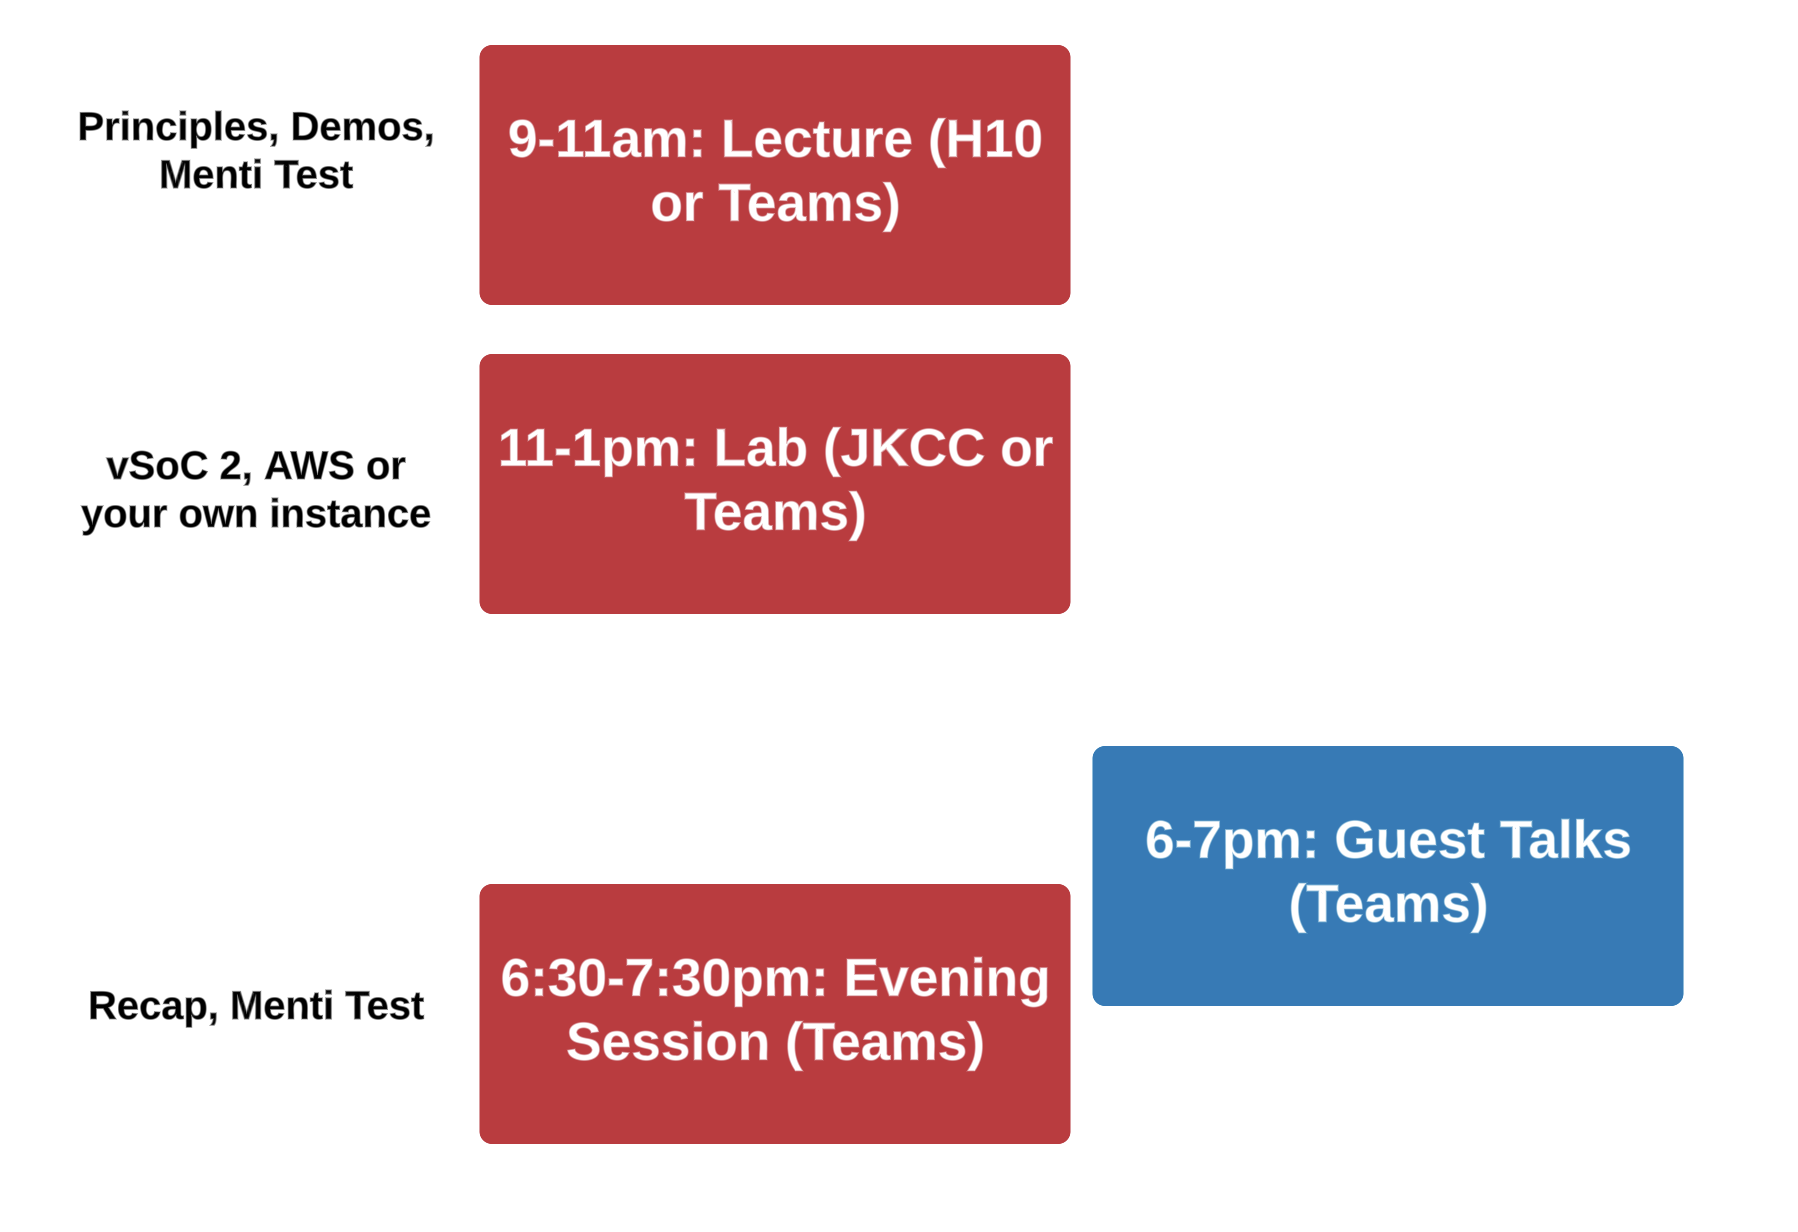 Principles, Demos,
Menti Test
9-11am: Lecture (H10
or Teams)
vSoC 2, AWS or
your own instance
11-1pm: Lab (JKCC or
Teams)
6-7pm: Guest Talks
(Teams)
Recap, Menti Test
6:30-7:30pm: Evening
Session (Teams)